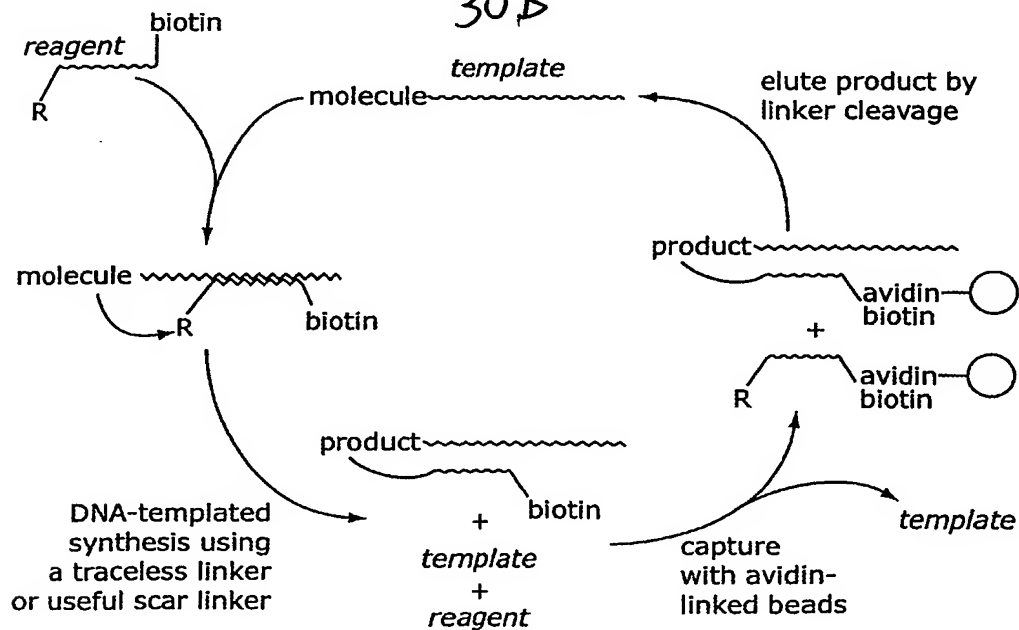 30D
biotin
reagent
R
template
molecule
elute product by
linker cleavage
molecule
R
biotin
product
avidin
biotin
+
R
avidin
biotin
DNA-templated
synthesis using
a traceless linker
or useful scar linker
product
biotin
+
template
+
reagent
capture
with avidin-
linked beads
template